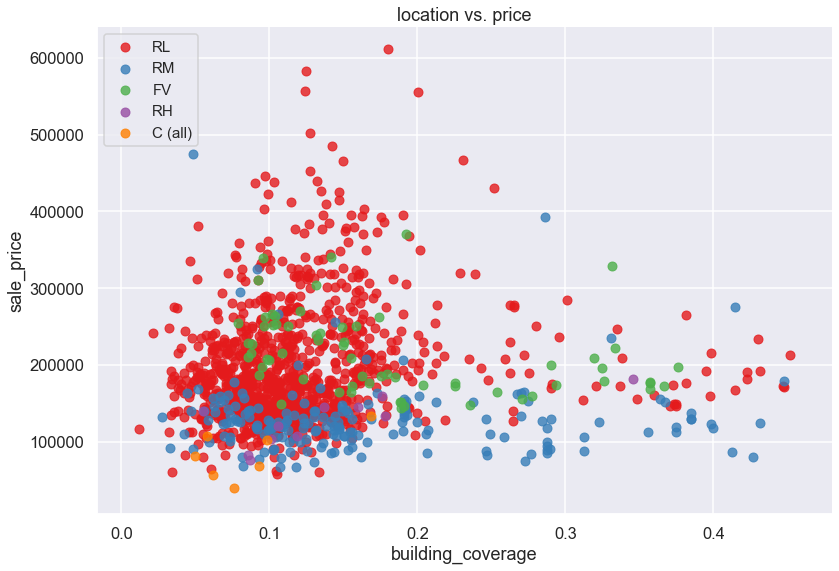 location vs. price
RL
RM
FV
RH
C (all)
600000
500000
400000
300000
200000
100000
sale_price
0.0 0.1 0.2 0.3 0.4
building_coverage